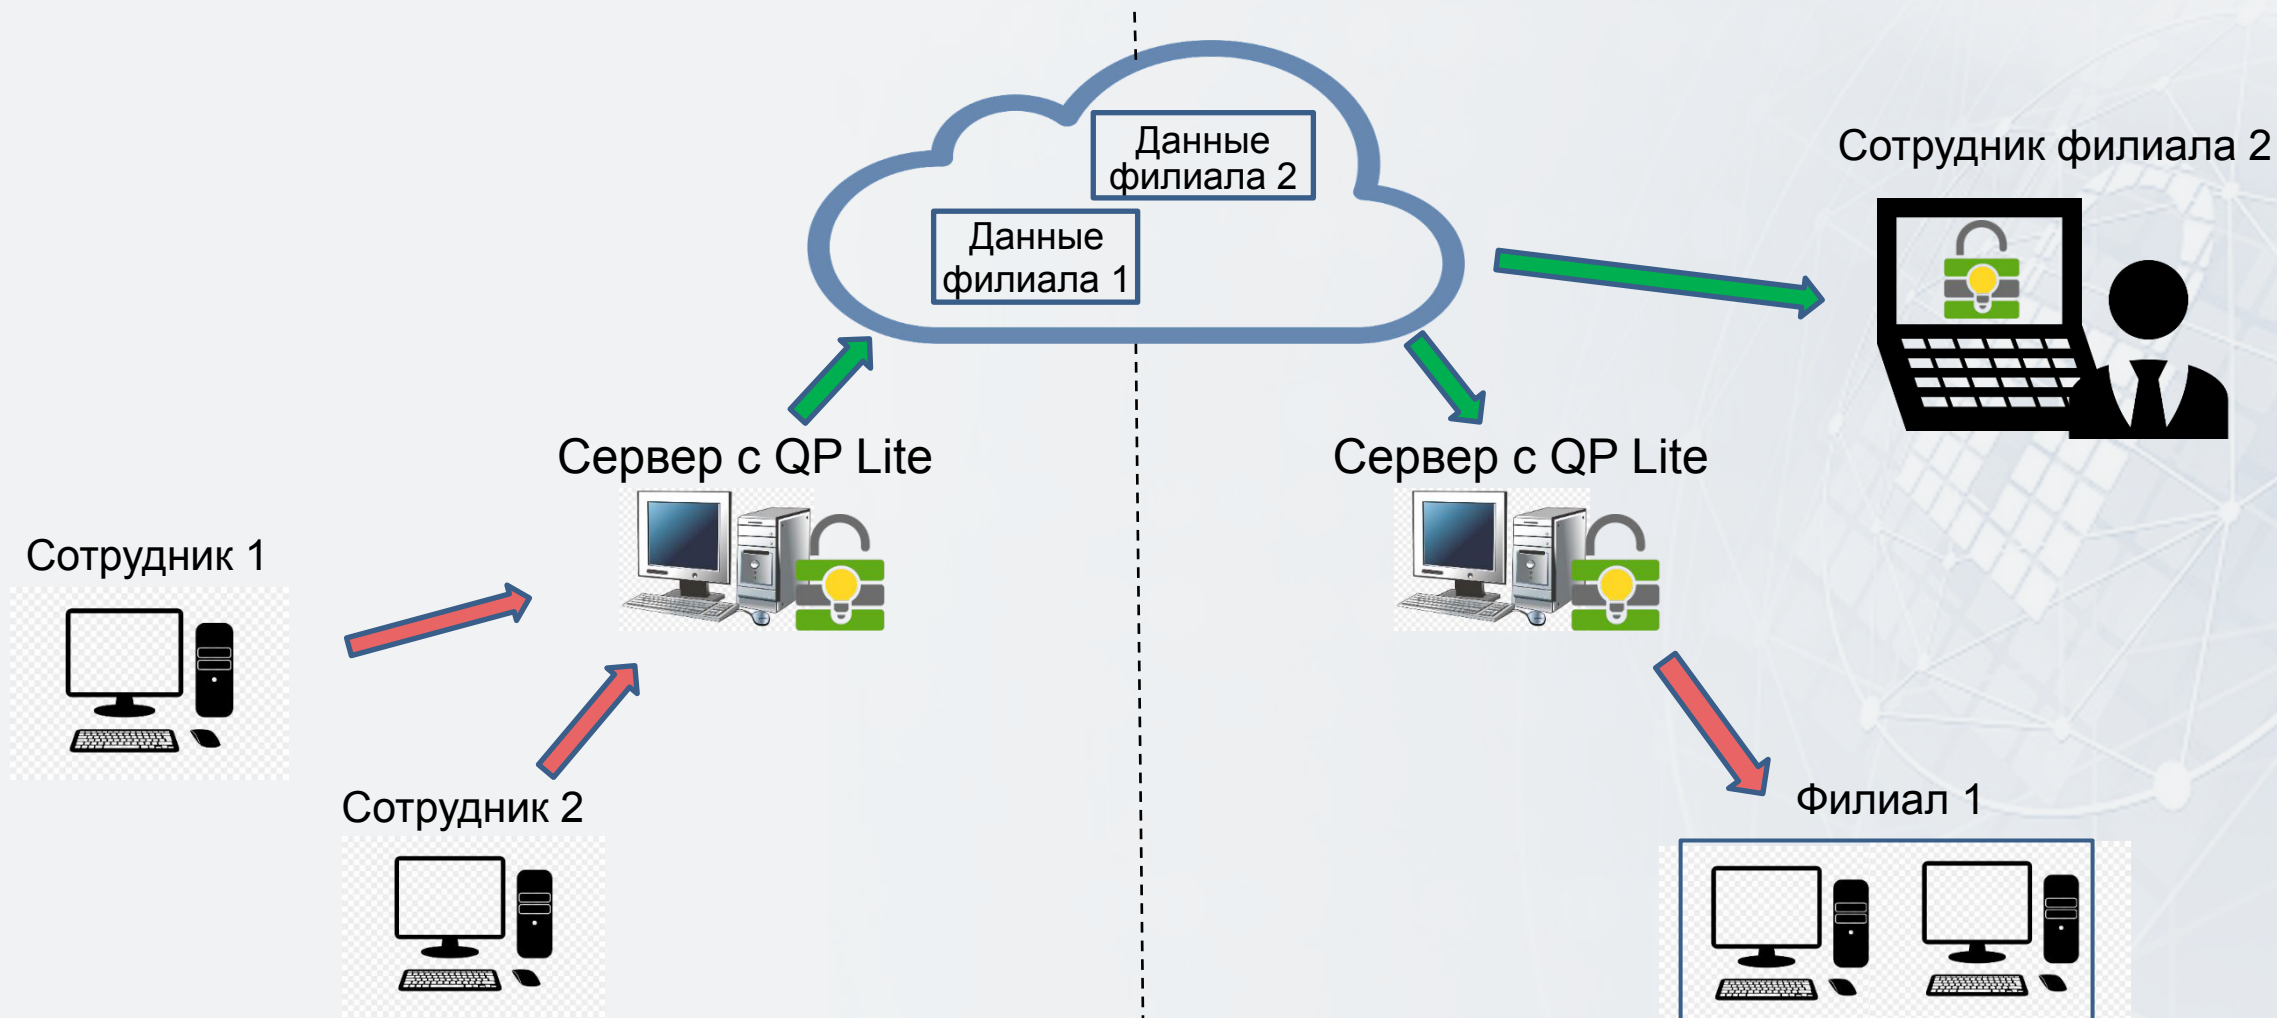 Данные
филиала 2
Данные
филиала 1
Сотрудник филиала 2
Сервер с QP Lite
Сервер с QP Lite
Сотрудник 1
Сотрудник 2
Филиал 1